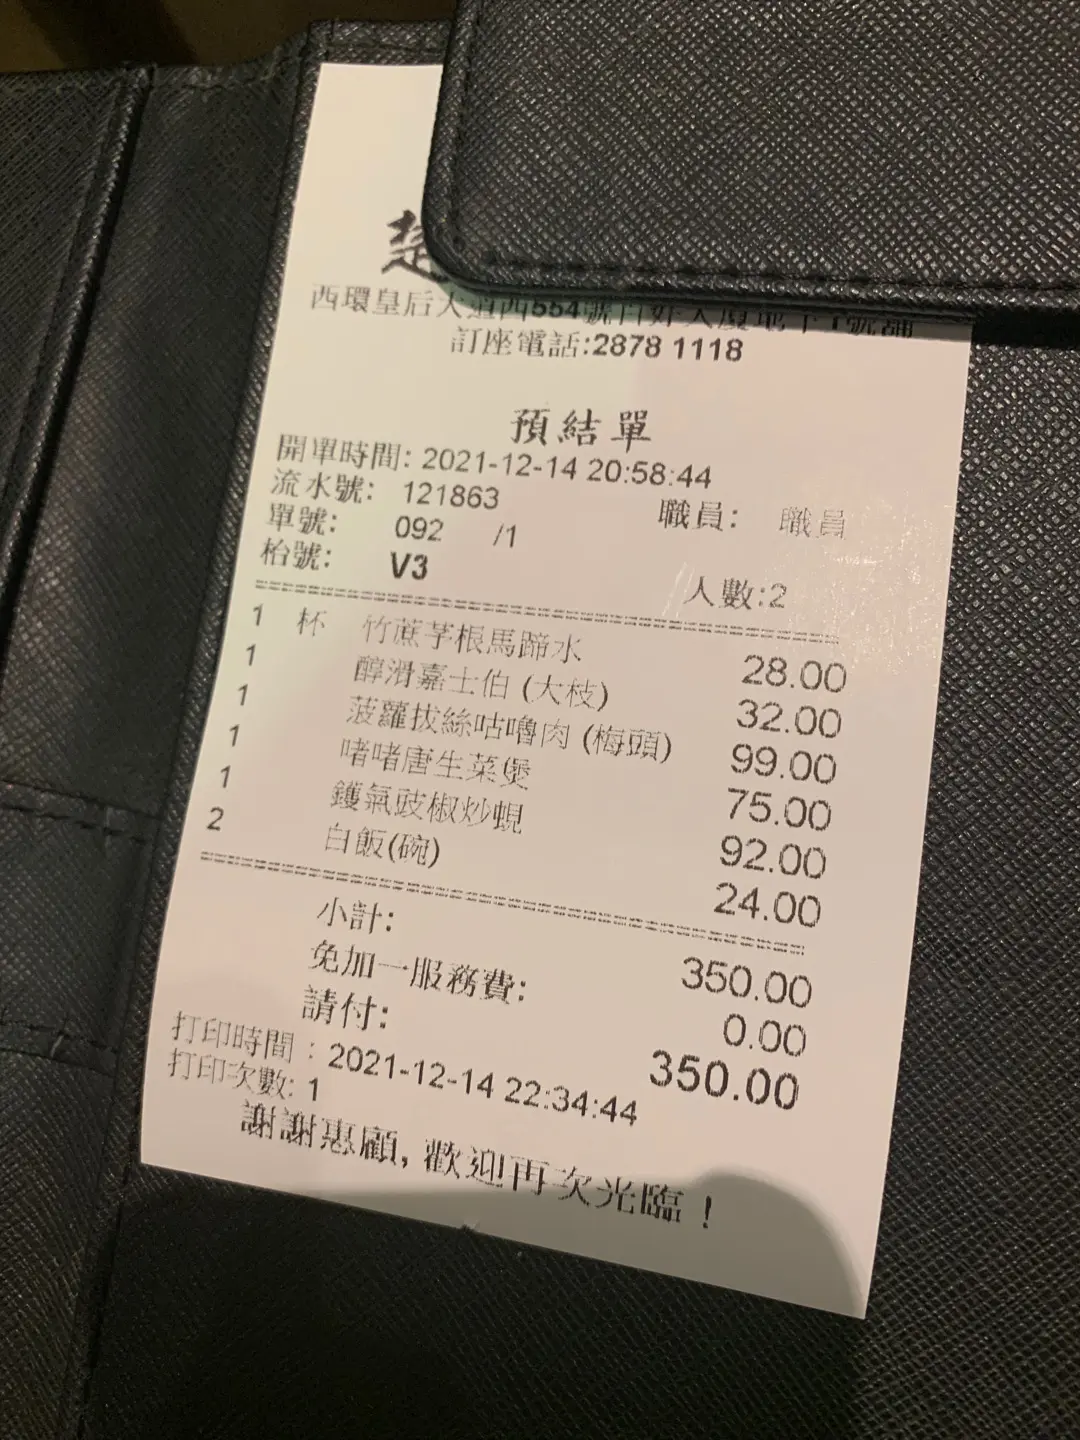 西環皇后大道西554號
訂座電話:2878 1118
預結單
開單時間: 2021-12-14 20:58:44
流水號: 121863 職員: 職員
單號: 092 /1
枱號: V3 人數:2
1 杯 竹蔗茅根馬蹄水 28.00
1 醇滑嘉士伯 (大枝) 32.00
1 菠蘿拔絲咕嚕肉 (梅頭) 99.00
1 啫啫唐生菜煲 75.00
1 鑊氣豉椒炒蜆 92.00
2 白飯(碗) 24.00
小計: 350.00
免加一服務費: 0.00
請付: 350.00
打印時間 : 2021-12-14 22:34:44
打印次數: 1
謝謝惠顧, 歡迎再次光臨!